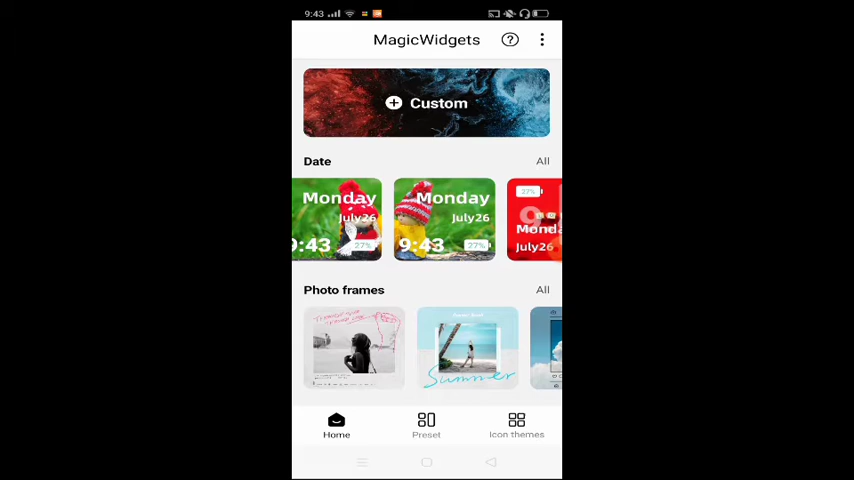 9:43
MagicWidgets
Custom
Date
All
Monday
July26
9:43
27%
Monday
July26
9:43
27%
27%
9
Monda
July26
Photo frames
All
Summer
Home
Preset
Icon themes